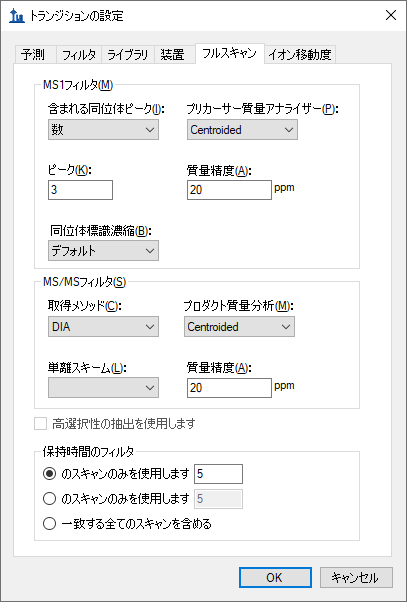 トランジションの設定
予測 フィルタ ライブラリ 装置 フルスキャン イオン移動度
MS1フィルタ(M)
含まれる同位体ピーク(I): プリカーサー質量アナライザー(P):
数 Centroided
ピーク(K): 質量精度(A):
3 20 ppm
同位体標識濃縮(B):
デフォルト
MS/MSフィルタ(S)
取得メソッド(C): プロダクト質量分析(M):
DIA Centroided
単離スキーム(L): 質量精度(A):
20 ppm
高選択性の抽出を使用します
保持時間のフィルタ
のスキャンのみを使用します 5
のスキャンのみを使用します 5
一致する全てのスキャンを含める
OK キャンセル